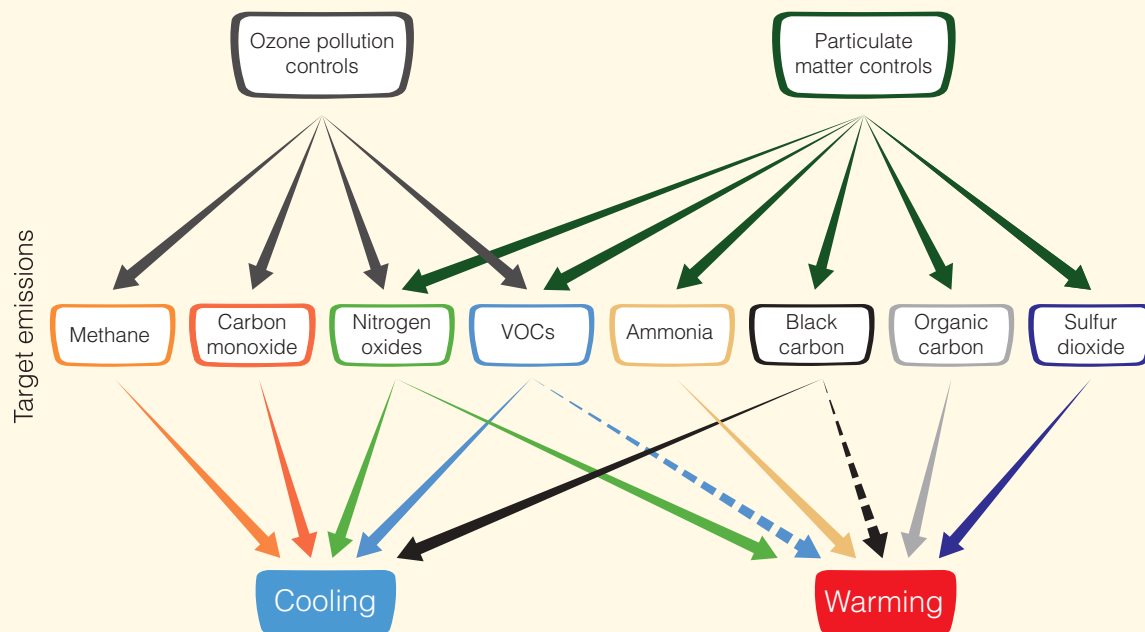 Ozone pollution
controls
Particulate
matter controls
Target emissions
Methane
Carbon
monoxide
Nitrogen
oxides
VOCs
Ammonia
Black
carbon
Organic
carbon
Sulfur
dioxide
Cooling
Warming